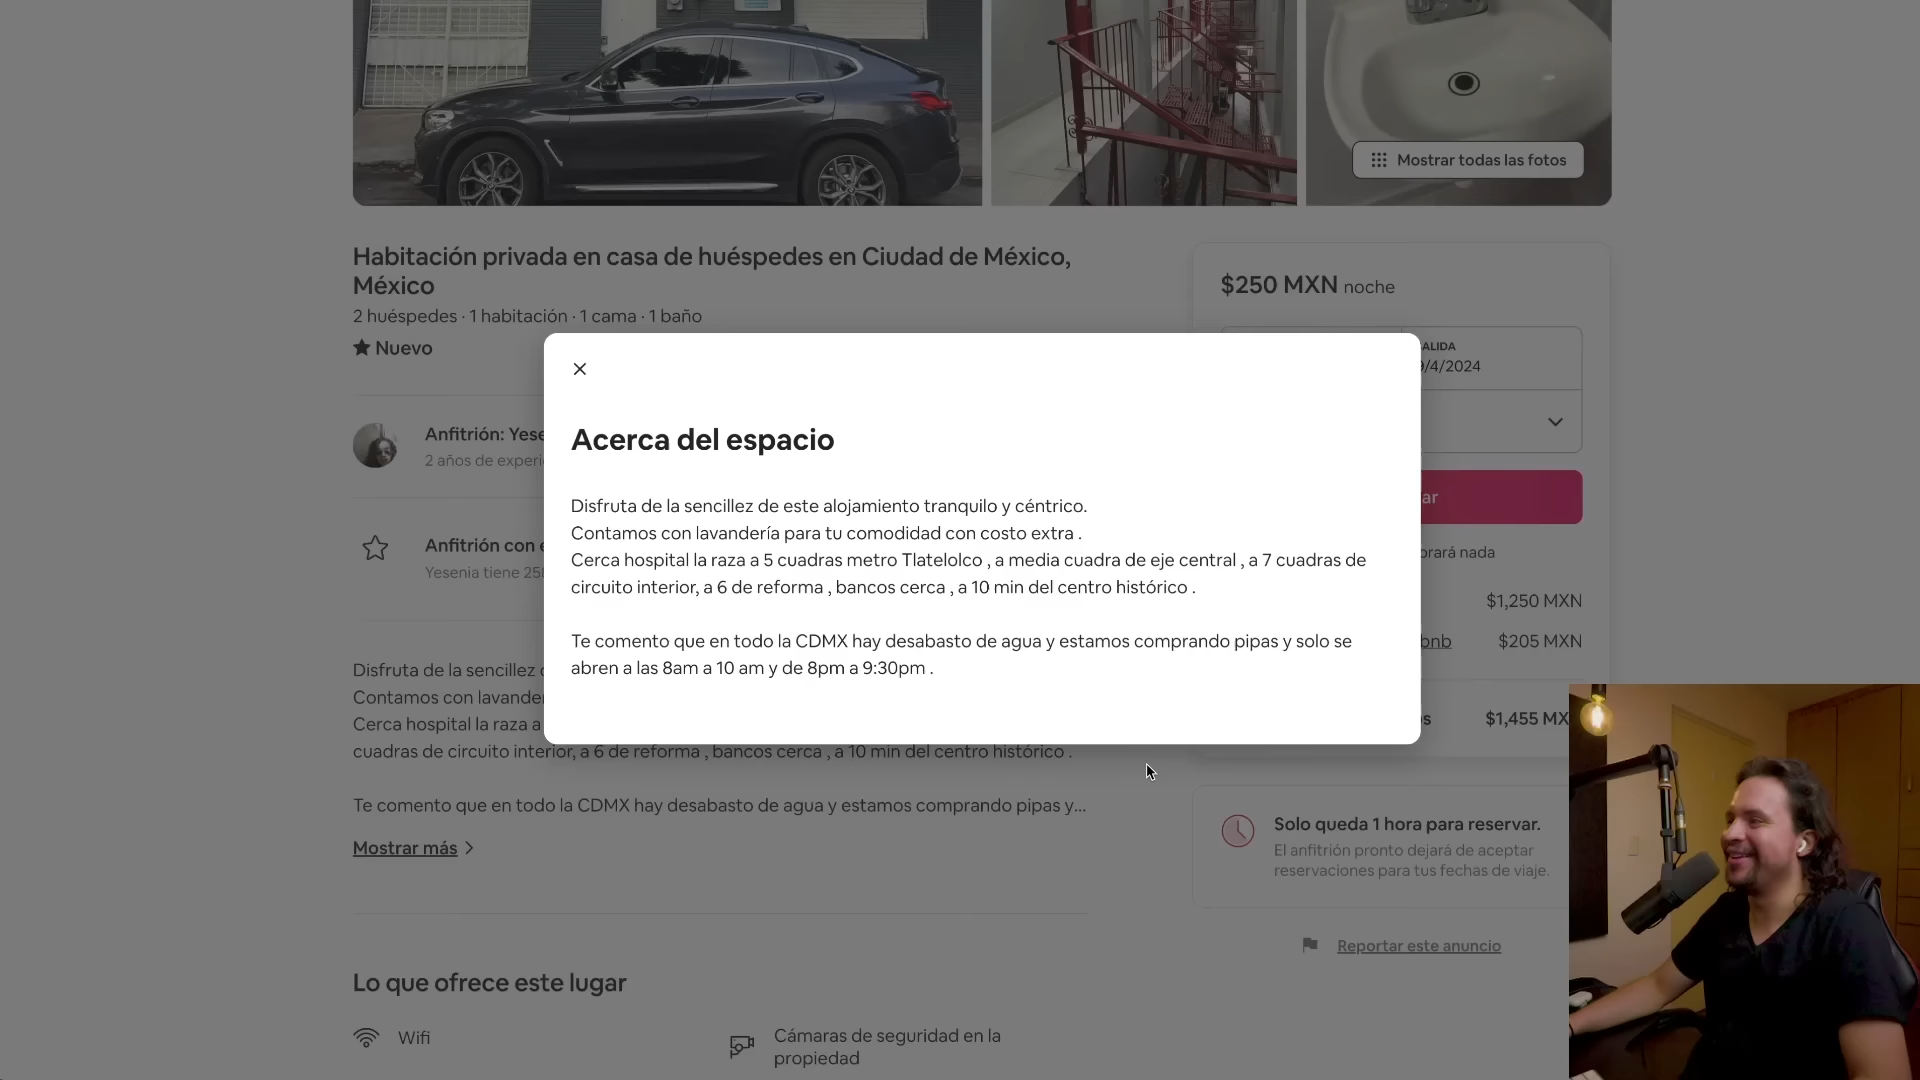 Mostrar todas las fotos
Habitación privada en casa de huéspedes en Ciudad de México,
México
2 huéspedes · 1 habitación · 1 cama · 1 baño
★ Nuevo
$250 MXN noche
9/4/2024
Anfitrión:
2 años de
Anfitrión con
Yesenia tiene
Acerca del espacio
Disfruta de la sencillez de este alojamiento tranquilo y céntrico.
Contamos con lavandería para tu comodidad con costo extra .
Cerca hospital la raza a 5 cuadras metro Tlatelolco , a media cuadra de eje central , a 7 cuadras de
circuito interior, a 6 de reforma , bancos cerca , a 10 min del centro histórico .
Te comento que en todo la CDMX hay desabasto de agua y estamos comprando pipas y solo se
abren a las 8am a 10 am y de 8pm a 9:30pm .
nada
$1,250 MXN
$205 MXN
$1,455 MX
Disfruta de la sencillez
Contamos con
Cerca hospital la raza a
cuadras de circuito interior, a 6 de reforma , bancos cerca , a 10 min del centro histórico .
Te comento que en todo la CDMX hay desabasto de agua y estamos comprando pipas y...
Mostrar más
Solo queda 1 hora para reservar.
El anfitrión pronto dejará de aceptar
reservaciones para tus fechas de viaje.
Reportar este anuncio
Lo que ofrece este lugar
Wifi
Cámaras de seguridad en la
propiedad